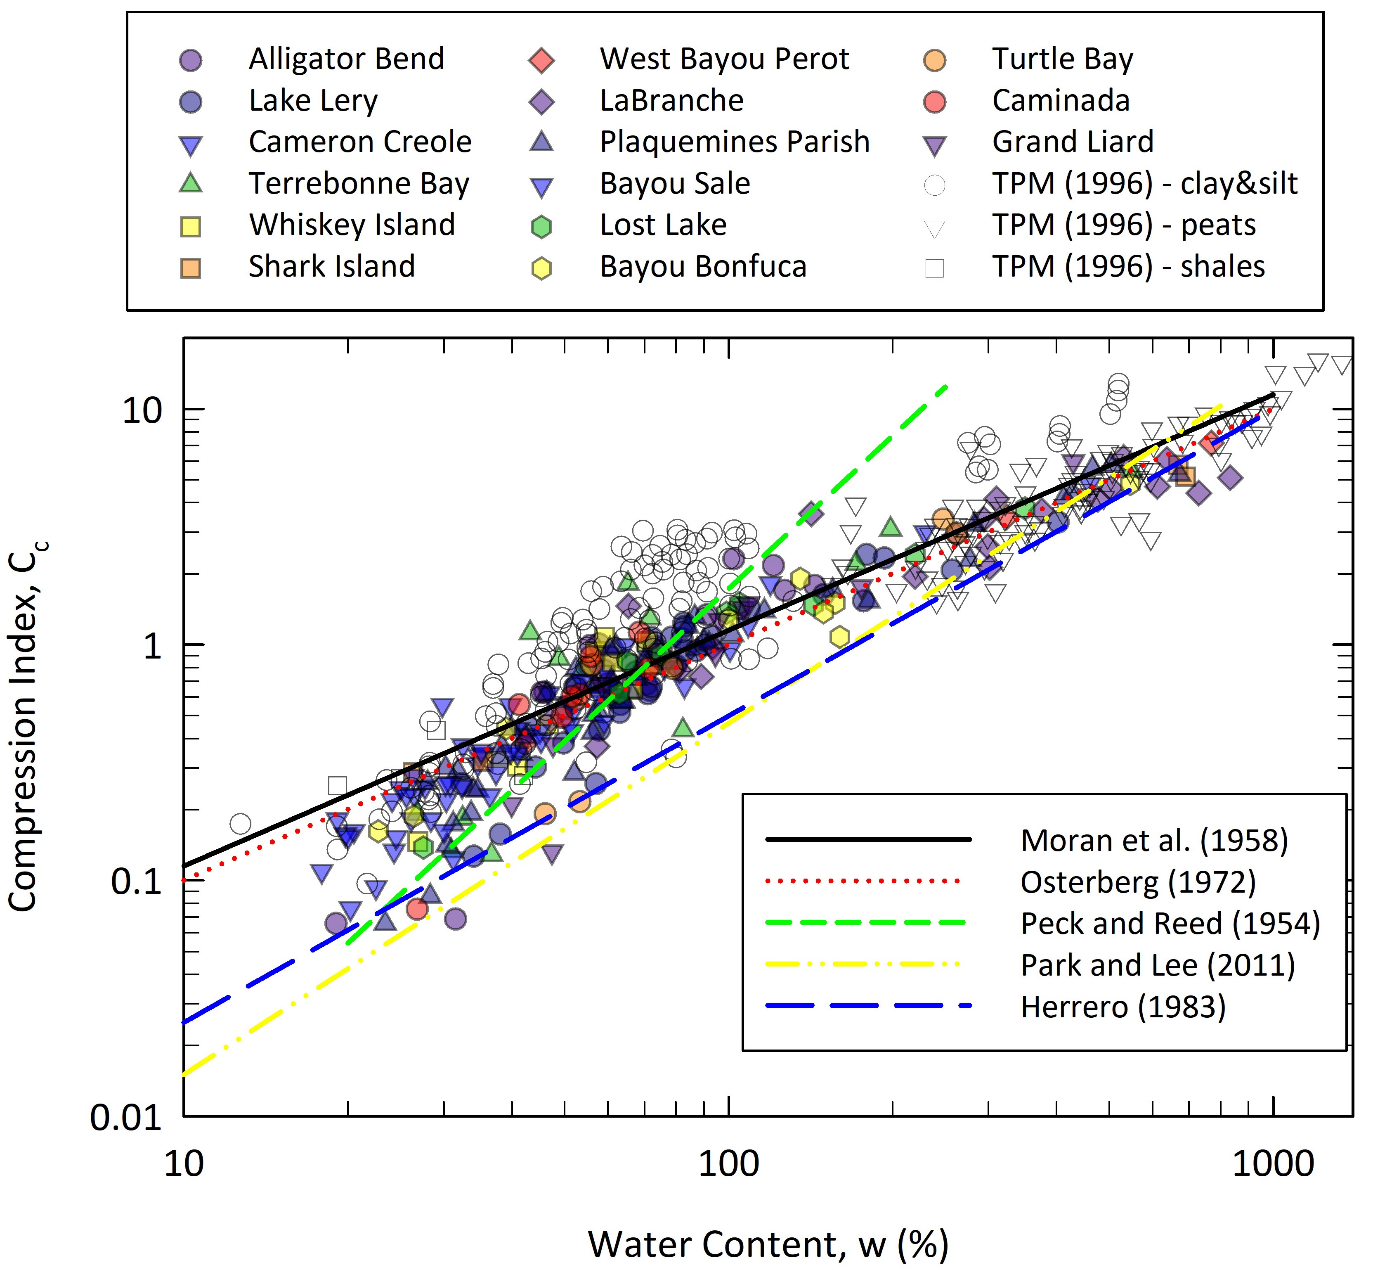 Alligator Bend
Lake Lery
Cameron Creole
Terrebonne Bay
Whiskey Island
Shark Island
West Bayou Perot
LaBranche
Plaquemines Parish
Bayou Sale
Lost Lake
Bayou Bonfuca
Turtle Bay
Caminada
Grand Liard
TPM (1996) - clay&silt
TPM (1996) - peats
TPM (1996) - shales
Compression Index, Cc
10
1
0.1
0.01
Moran et al. (1958)
Osterberg (1972)
Peck and Reed (1954)
Park and Lee (2011)
Herrero (1983)
10
100
1000
Water Content, w (%)